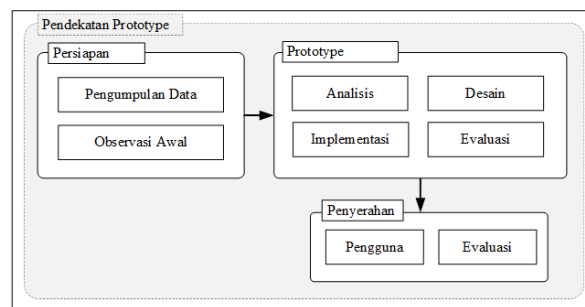 Pendekatan Prototype
Persiapan
Pengumpulan Data
Observasi Awal
Prototype
Analisis
Desain
Implementasi
Evaluasi
Penyerahan
Pengguna
Evaluasi